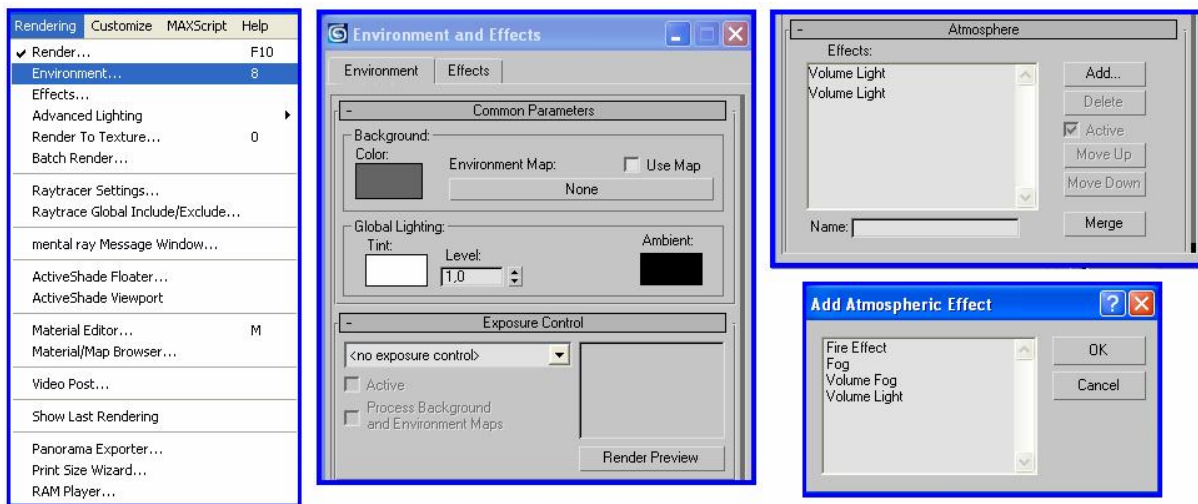 Rendering Customize MAXScript Help
Render... F10
Environment... 8
Effects...
Advanced Lighting
Render To Texture... 0
Batch Render...
Raytracer Settings...
Raytrace Global Include/Exclude...
mental ray Message Window...
ActiveShade Floater...
ActiveShade Viewport
Material Editor... M
Material/Map Browser...
Video Post...
Show Last Rendering
Panorama Exporter...
Print Size Wizard...
RAM Player...
Environment and Effects
Environment Effects
- Common Parameters
Background:
Color:
Environment Map: Use Map
None
Global Lighting:
Tint: Level: Ambient:
1,0
- Exposure Control
<no exposure control>
Active
Process Background
and Environment Maps
Render Preview
- Atmosphere
Effects:
Volume Light
Volume Light
Add...
Delete
Active
Move Up
Move Down
Name: Merge
Add Atmospheric Effect
Fire Effect
Fog
Volume Fog
Volume Light
OK
Cancel